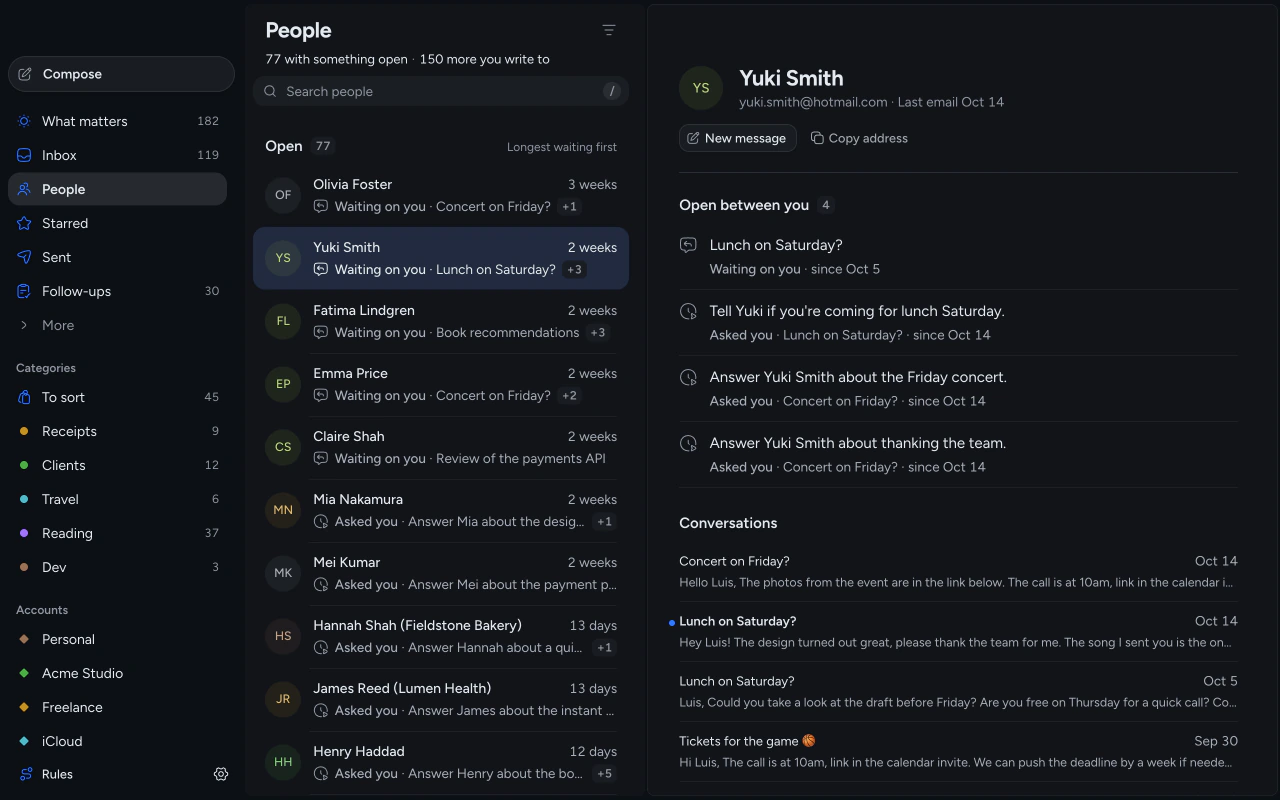 Compose
What matters 182
Inbox 119
People
Starred
Sent
Follow-ups 30
More
Categories
To sort 45
Receipts 9
Clients 12
Travel 6
Reading 37
Dev 3
Accounts
Personal
Acme Studio
Freelance
iCloud
Rules
People
77 with something open · 150 more you write to
Search people /
Open 77 Longest waiting first
OF Olivia Foster 3 weeks
Waiting on you · Concert on Friday? +1
YS Yuki Smith 2 weeks
Waiting on you · Lunch on Saturday? +3
FL Fatima Lindgren 2 weeks
Waiting on you · Book recommendations +3
EP Emma Price 2 weeks
Waiting on you · Concert on Friday? +2
CS Claire Shah 2 weeks
Waiting on you · Review of the payments API
MN Mia Nakamura 2 weeks
Asked you · Answer Mia about the desig... +1
MK Mei Kumar 2 weeks
Asked you · Answer Mei about the payment p...
HS Hannah Shah (Fieldstone Bakery) 13 days
Asked you · Answer Hannah about a qui... +1
JR James Reed (Lumen Health) 13 days
Asked you · Answer James about the instant ...
HH Henry Haddad 12 days
Asked you · Answer Henry about the bo... +5
YS Yuki Smith
yuki.smith@hotmail.com · Last email Oct 14
New message Copy address
Open between you 4
Lunch on Saturday?
Waiting on you · since Oct 5
Tell Yuki if you're coming for lunch Saturday.
Asked you · Lunch on Saturday? · since Oct 14
Answer Yuki Smith about the Friday concert.
Asked you · Concert on Friday? · since Oct 14
Answer Yuki Smith about thanking the team.
Asked you · Concert on Friday? · since Oct 14
Conversations
Concert on Friday? Oct 14
Hello Luis, The photos from the event are in the link below. The call is at 10am, link in the calendar i...
Lunch on Saturday? Oct 14
Hey Luis! The design turned out great, please thank the team for me. The song I sent you is the on...
Lunch on Saturday? Oct 5
Luis, Could you take a look at the draft before Friday? Are you free on Thursday for a quick call? Co...
Tickets for the game 🏀 Sep 30
Hi Luis, The call is at 10am, link in the calendar invite. We can push the deadline by a week if neede...